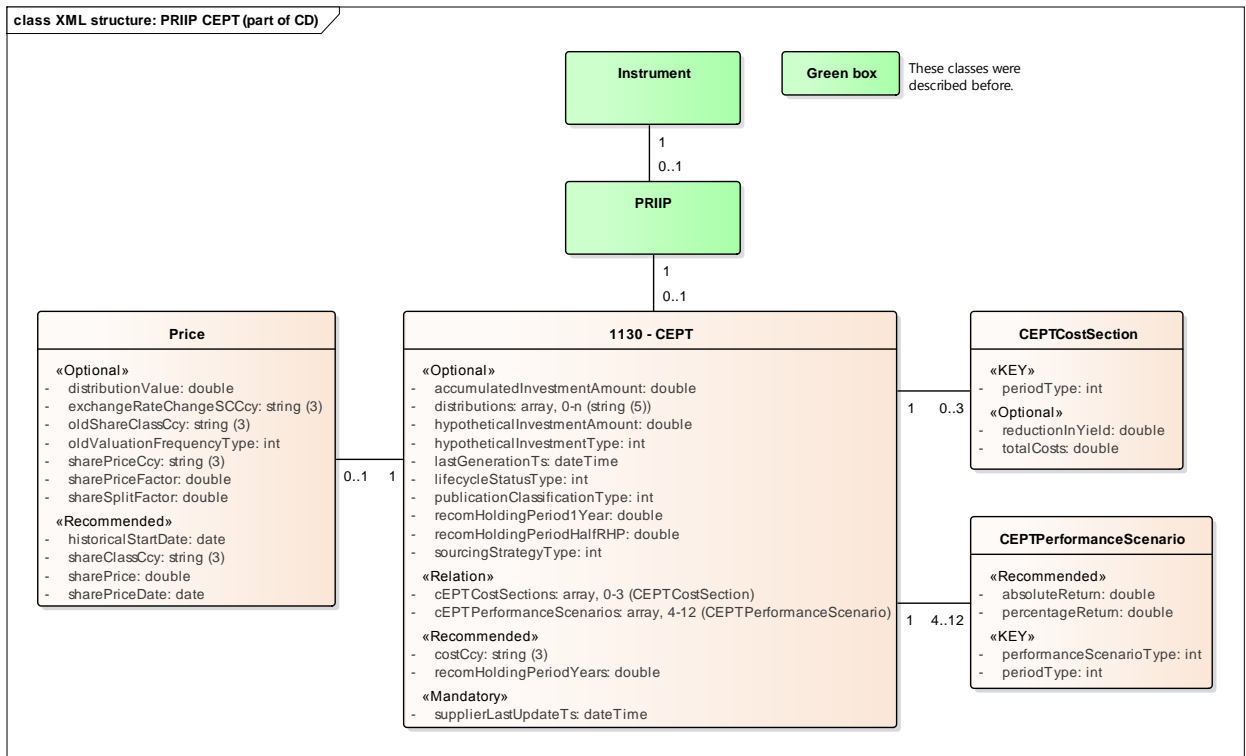 class XML structure: PRIIP CEPT (part of CD)
Instrument
Green box
These classes were
described before.
1
0..1
PRIIP
1
0..1
Price
«Optional»
- distributionValue: double
- exchangeRateChangeSCCcy: string (3)
- oldShareClassCcy: string (3)
- oldValuationFrequencyType: int
- sharePriceCcy: string (3)
- sharePriceFactor: double
- shareSplitFactor: double
«Recommended»
- historicalStartDate: date
- shareClassCcy: string (3)
- sharePrice: double
- sharePriceDate: date
0..1 1
1130 - CEPT
«Optional»
- accumulatedInvestmentAmount: double
- distributions: array, 0-n (string (5))
- hypotheticalInvestmentAmount: double
- hypotheticalInvestmentType: int
- lastGenerationTs: dateTime
- lifecycleStatusType: int
- publicationClassificationType: int
- recomHoldingPeriod1Year: double
- recomHoldingPeriodHalfRHP: double
- sourcingStrategyType: int
«Relation»
- cEPTCostSections: array, 0-3 (CEPTCostSection)
- cEPTPerformanceScenarios: array, 4-12 (CEPTPerformanceScenario)
«Recommended»
- costCcy: string (3)
- recomHoldingPeriodYears: double
«Mandatory»
- supplierLastUpdateTs: dateTime
1 0..3
CEPTCostSection
«KEY»
- periodType: int
«Optional»
- reductionInYield: double
- totalCosts: double
1 4..12
CEPTPerformanceScenario
«Recommended»
- absoluteReturn: double
- percentageReturn: double
«KEY»
- performanceScenarioType: int
- periodType: int